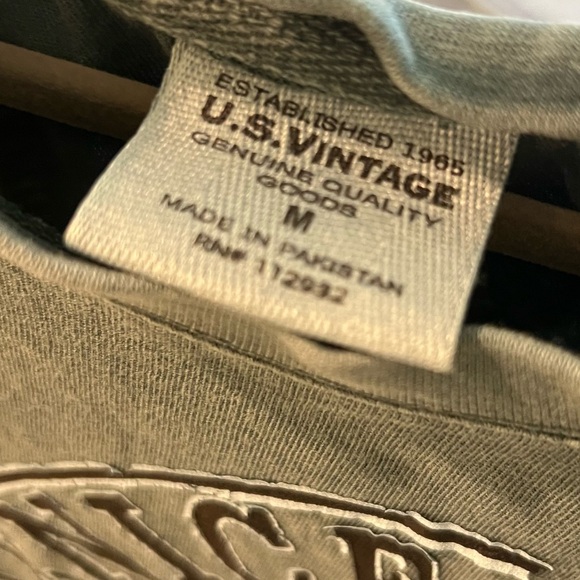 ESTABLISHED 1965
U.S. VINTAGE
GENUINE QUALITY
GOODS
M
MADE IN PAKISTAN
RN# 112932